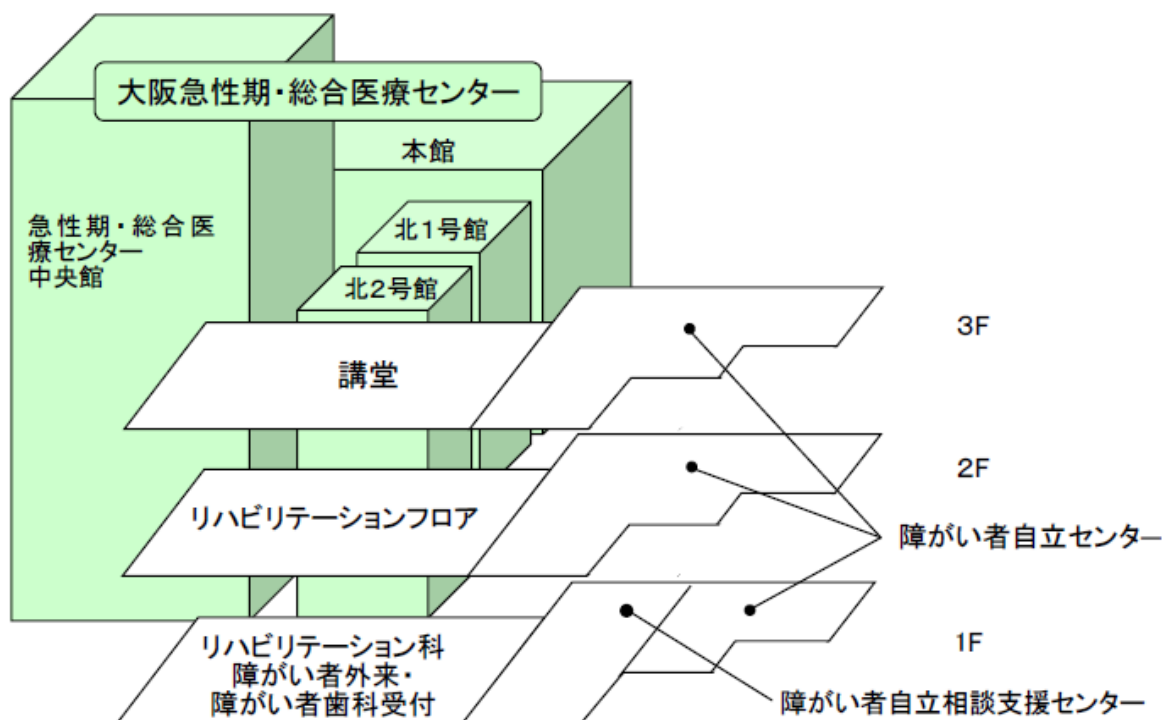 大阪急性期・総合医療センター
本館
急性期・総合医
療センター
中央館
北1号館
北2号館
講堂
3F
リハビリテーションフロア
2F
障がい者自立センター
リハビリテーション科
障がい者外来・
障がい者歯科受付
1F
障がい者自立相談支援センター